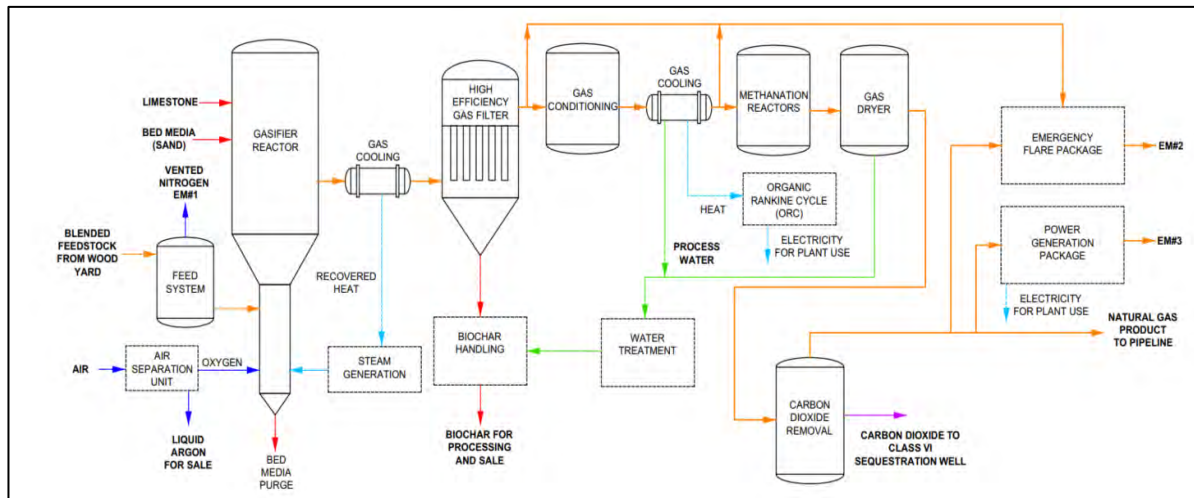 LIMESTONE
BED MEDIA
(SAND)
VENTED
NITROGEN
EM#1
BLENDED
FEEDSTOCK
FROM WOOD
YARD
FEED
SYSTEM
AIR
AIR
SEPARATION
UNIT
OXYGEN
LIQUID
ARGON
FOR SALE
GASIFIER
REACTOR
BED
MEDIA
PURGE
GAS
COOLING
RECOVERED
HEAT
STEAM
GENERATION
HIGH
EFFICIENCY
GAS FILTER
BIOCHAR
HANDLING
BIOCHAR FOR
PROCESSING
AND SALE
GAS
CONDITIONING
GAS
COOLING
HEAT
PROCESS
WATER
ORGANIC
RANKINE CYCLE
(ORC)
ELECTRICITY
FOR PLANT USE
WATER
TREATMENT
METHANATION
REACTORS
GAS
DRYER
CARBON
DIOXIDE
REMOVAL
CARBON DIOXIDE TO
CLASS VI
SEQUESTRATION WELL
EMERGENCY
FLARE PACKAGE
EM#2
POWER
GENERATION
PACKAGE
EM#3
ELECTRICITY
FOR PLANT USE
NATURAL GAS
PRODUCT
TO PIPELINE